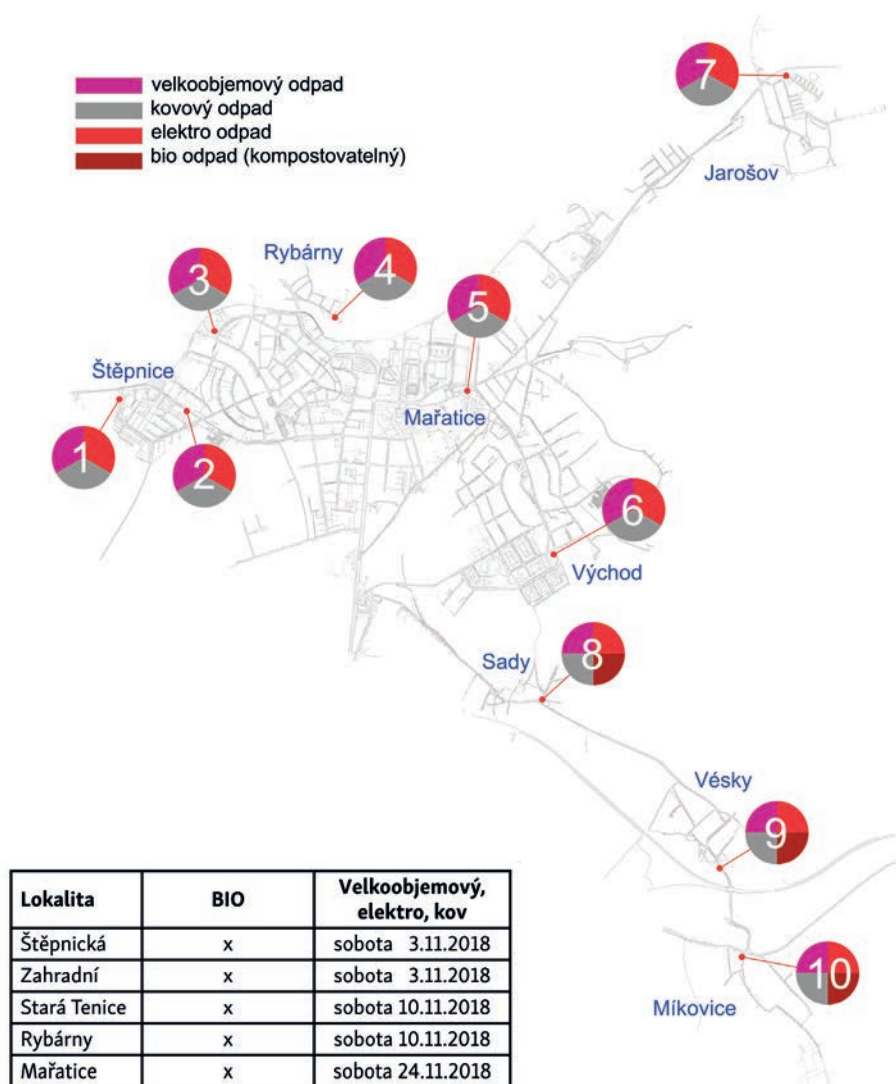 velkoobjemový odpad
kovový odpad
elektro odpad
bio odpad (kompostovatelný)
7
Jarošov
Rybárny
3
4
5
Štěpnice
Mařatice
1
2
6
Východ
Sady
8
Vésky
9
10
Míkovice
Lokalita BIO Velkoobjemový, elektro, kov
Štěpnická x sobota 3.11.2018
Zahradní x sobota 3.11.2018
Stará Tenice x sobota 10.11.2018
Rybárny x sobota 10.11.2018
Mařatice x sobota 24.11.2018